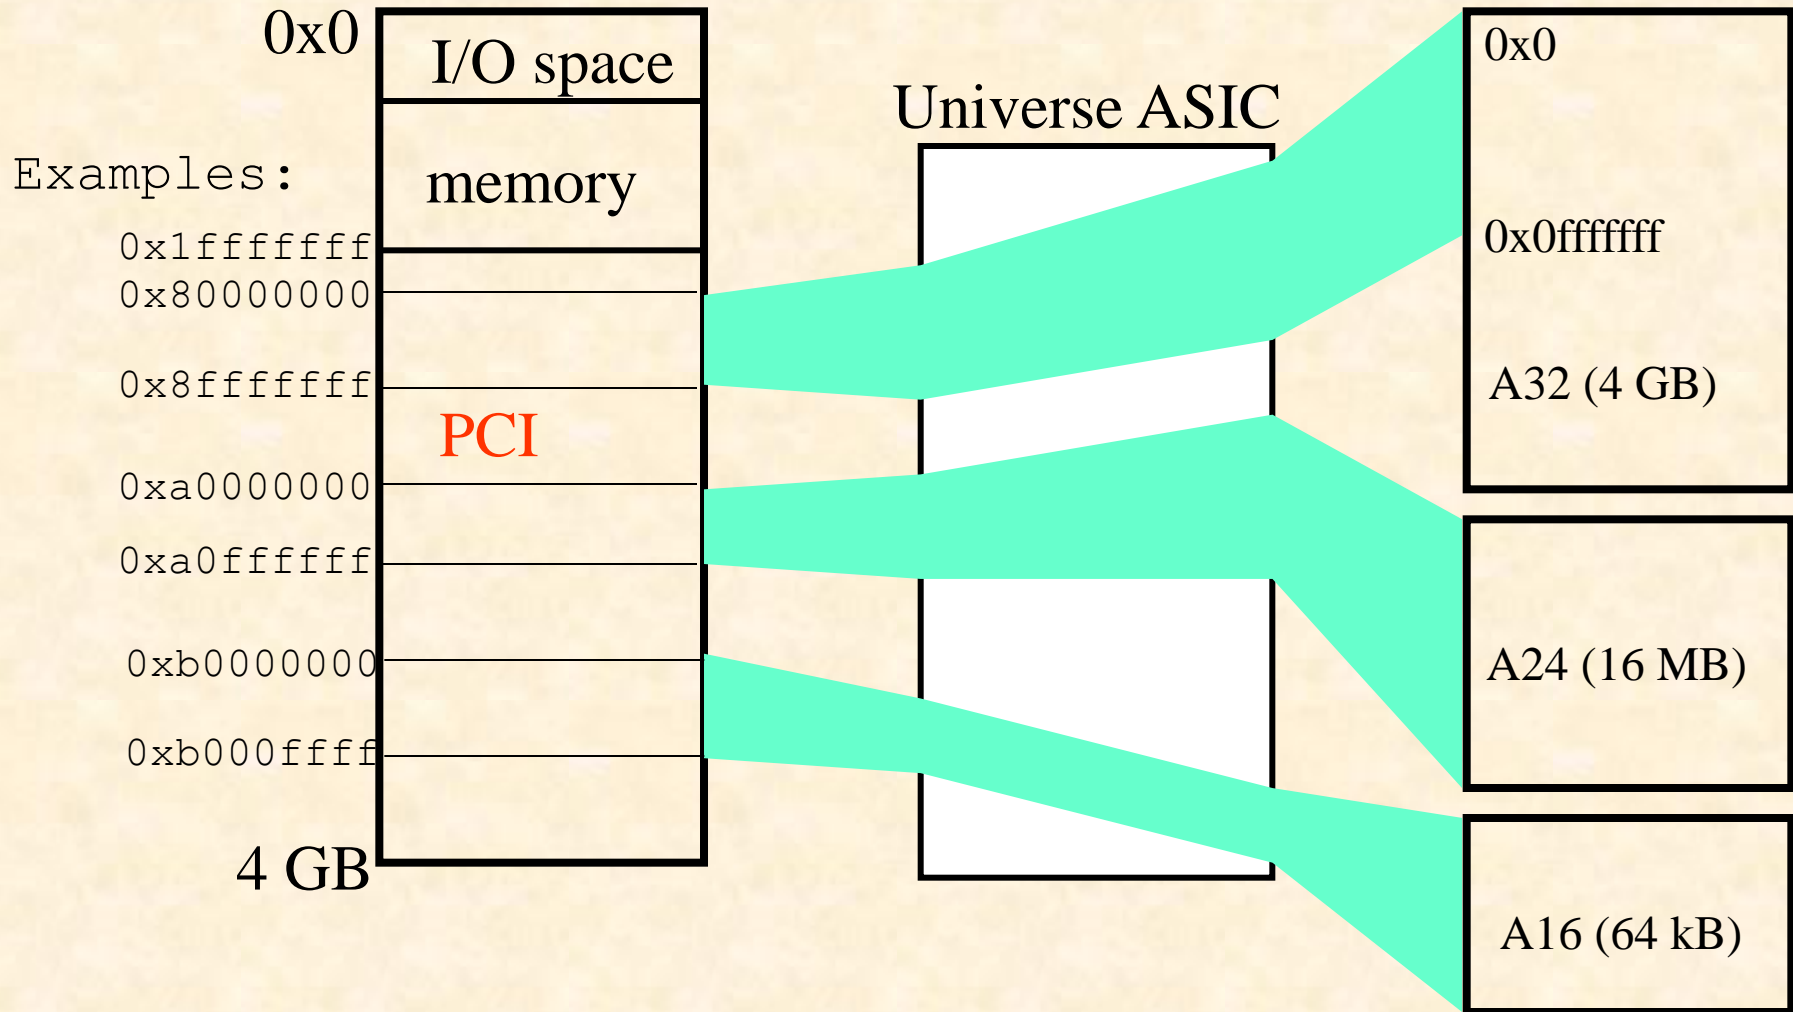 0x0
I/O space
Examples:
memory
0x1fffffff
0x80000000
0x8fffffff
PCI
0xa0000000
0xa0ffffff
0xb0000000
0xb000ffff
4 GB
Universe ASIC
0x0
0x0fffffff
A32 (4 GB)
A24 (16 MB)
A16 (64 kB)